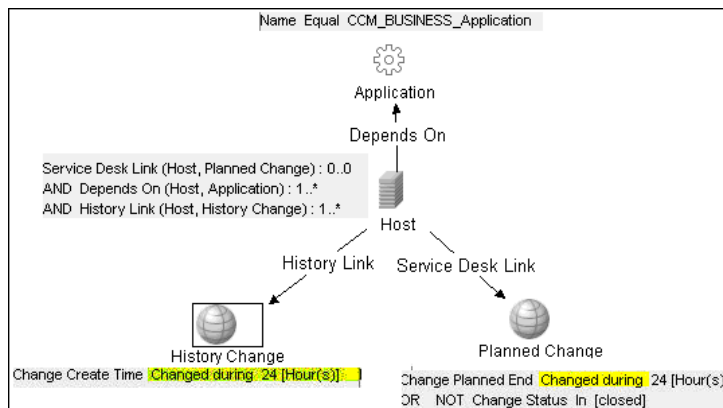 Name Equal CCM_BUSINESS_Application
Application
Depends On
Service Desk Link (Host, Planned Change) : 0..0
AND Depends On (Host, Application) : 1..*
AND History Link (Host, History Change) : 1..*
Host
History Link
Service Desk Link
History Change
Planned Change
Change Create Time Changed during 24 [Hour(s)]
Change Planned End Changed during 24 [Hour(s)
OR NOT Change Status In [closed]